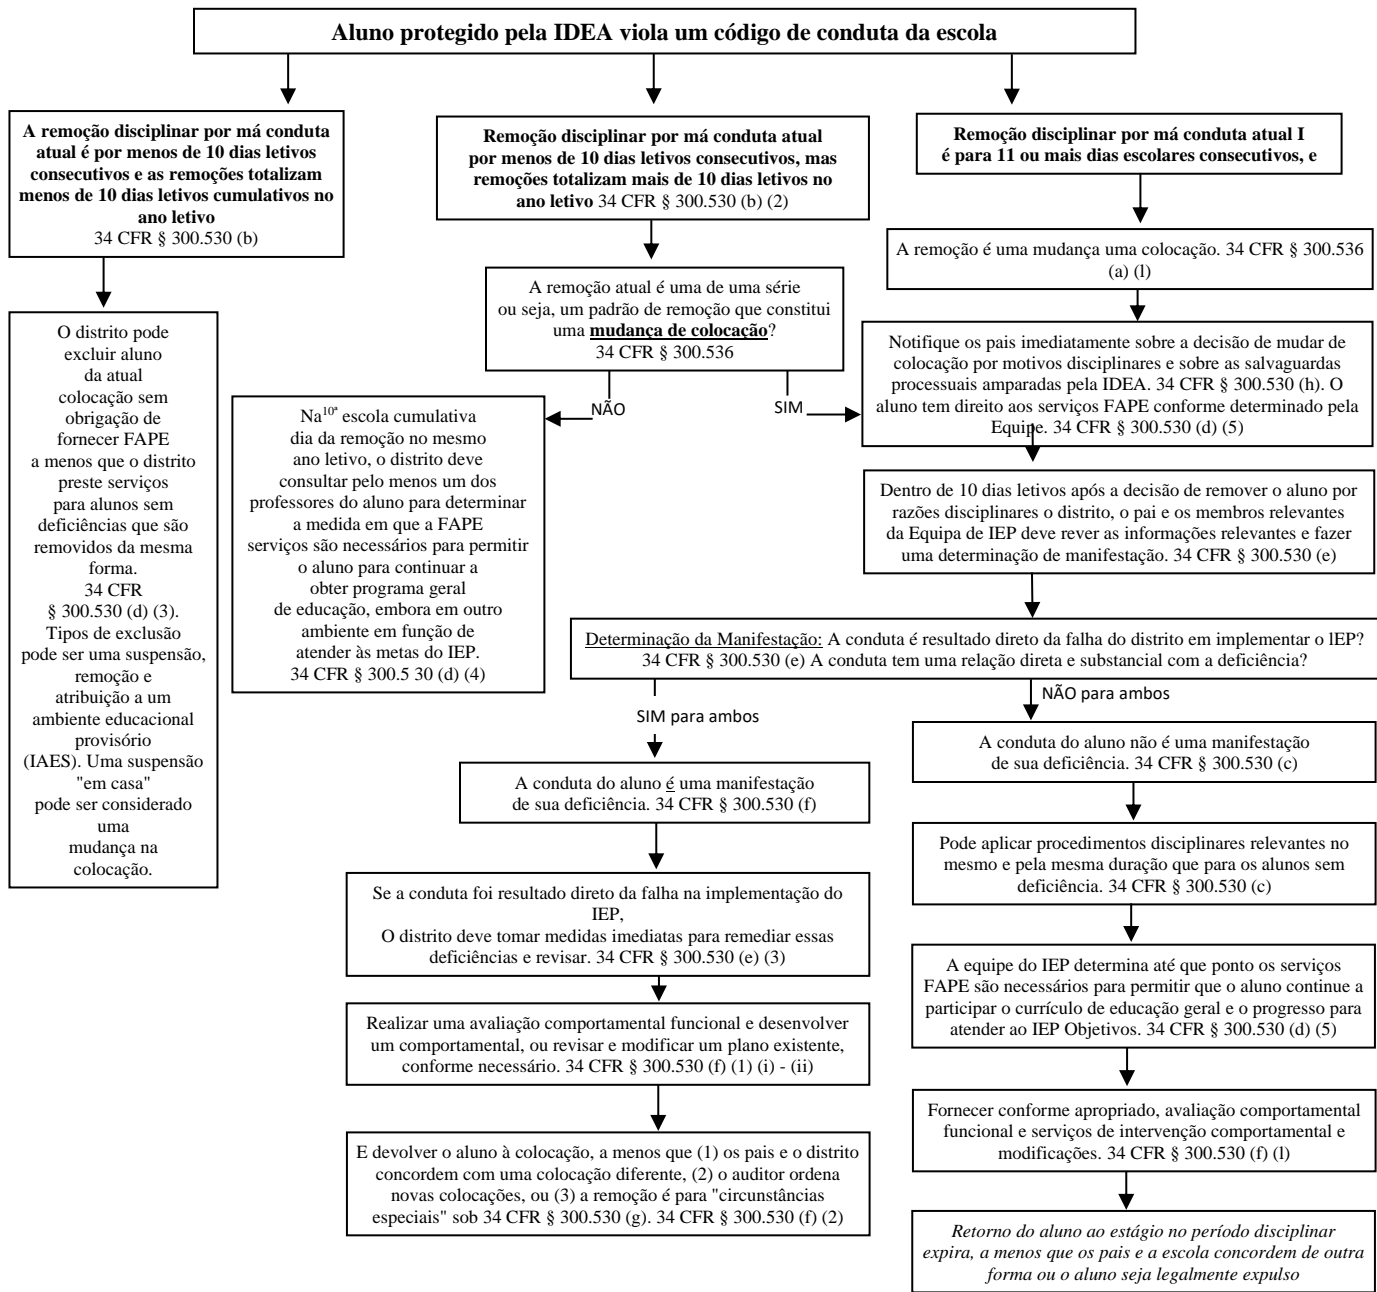 Aluno protegido pela IDEA viola um código de conduta da escola
A remoção disciplinar por má conduta
atual é por menos de 10 dias letivos
consecutivos e as remoções totalizam
menos de 10 dias letivos cumulativos no
ano letivo
34 CFR § 300.530 (b)
O distrito pode
excluir aluno
da atual
colocação sem
obrigação de
fornecer FAPE
a menos que o distrito
preste serviços
para alunos sem
deficiências que são
removidos da mesma
forma.
34 CFR
§ 300.530 (d) (3).
Tipos de exclusão
pode ser uma suspensão,
remoção e
atribuição a um
ambiente educacional
provisório
(IAES). Uma suspensão
"em casa"
pode ser considerado
uma
mudança na
colocação.
Remoção disciplinar por má conduta atual
por menos de 10 dias letivos consecutivos, mas
remoções totalizam mais de 10 dias letivos no
ano letivo 34 CFR § 300.530 (b) (2)
A remoção atual é uma de uma série
ou seja, um padrão de remoção que constitui
uma mudança de colocação?
34 CFR § 300.536
NÃO
SIM
Na10ª escola cumulativa
dia da remoção no mesmo
ano letivo, o distrito deve
consultar pelo menos um dos
professores do aluno para determinar
a medida em que a FAPE
serviços são necessários para permitir
o aluno para continuar a
obter programa geral
de educação, embora em outro
ambiente em função de
atender às metas do IEP.
34 CFR § 300.5 30 (d) (4)
Remoção disciplinar por má conduta atual I
é para 11 ou mais dias escolares consecutivos, e
A remoção é uma mudança uma colocação. 34 CFR § 300.536
(a) (l)
Notifique os pais imediatamente sobre a decisão de mudar de
colocação por motivos disciplinares e sobre as salvaguardas
processuais amparadas pela IDEA. 34 CFR § 300.530 (h). O
aluno tem direito aos serviços FAPE conforme determinado pela
Equipe. 34 CFR § 300.530 (d) (5)
Dentro de 10 dias letivos após a decisão de remover o aluno por
razões disciplinares o distrito, o pai e os membros relevantes
da Equipa de IEP deve rever as informações relevantes e fazer
uma determinação de manifestação. 34 CFR § 300.530 (e)
Determinação da Manifestação: A conduta é resultado direto da falha do distrito em implementar o lEP?
34 CFR § 300.530 (e) A conduta tem uma relação direta e substancial com a deficiência?
SIM para ambos
NÃO para ambos
A conduta do aluno é uma manifestação
de sua deficiência. 34 CFR § 300.530 (f)
Se a conduta foi resultado direto da falha na implementação do
IEP,
O distrito deve tomar medidas imediatas para remediar essas
deficiências e revisar. 34 CFR § 300.530 (e) (3)
Realizar uma avaliação comportamental funcional e desenvolver
um comportamental, ou revisar e modificar um plano existente,
conforme necessário. 34 CFR § 300.530 (f) (1) (i) - (ii)
E devolver o aluno à colocação, a menos que (1) os pais e o distrito
concordem com uma colocação diferente, (2) o auditor ordena
novas colocações, ou (3) a remoção é para "circunstâncias
especiais" sob 34 CFR § 300.530 (g). 34 CFR § 300.530 (f) (2)
A conduta do aluno não é uma manifestação
de sua deficiência. 34 CFR § 300.530 (c)
Pode aplicar procedimentos disciplinares relevantes no
mesmo e pela mesma duração que para os alunos sem
deficiência. 34 CFR § 300.530 (c)
A equipe do IEP determina até que ponto os serviços
FAPE são necessários para permitir que o aluno continue a
participar o currículo de educação geral e o progresso para
atender ao IEP Objetivos. 34 CFR § 300.530 (d) (5)
Fornecer conforme apropriado, avaliação comportamental
funcional e serviços de intervenção comportamental e
modificações. 34 CFR § 300.530 (f) (l)
Retorno do aluno ao estágio no período disciplinar
expira, a menos que os pais e a escola concordem de outra
forma ou o aluno seja legalmente expulso